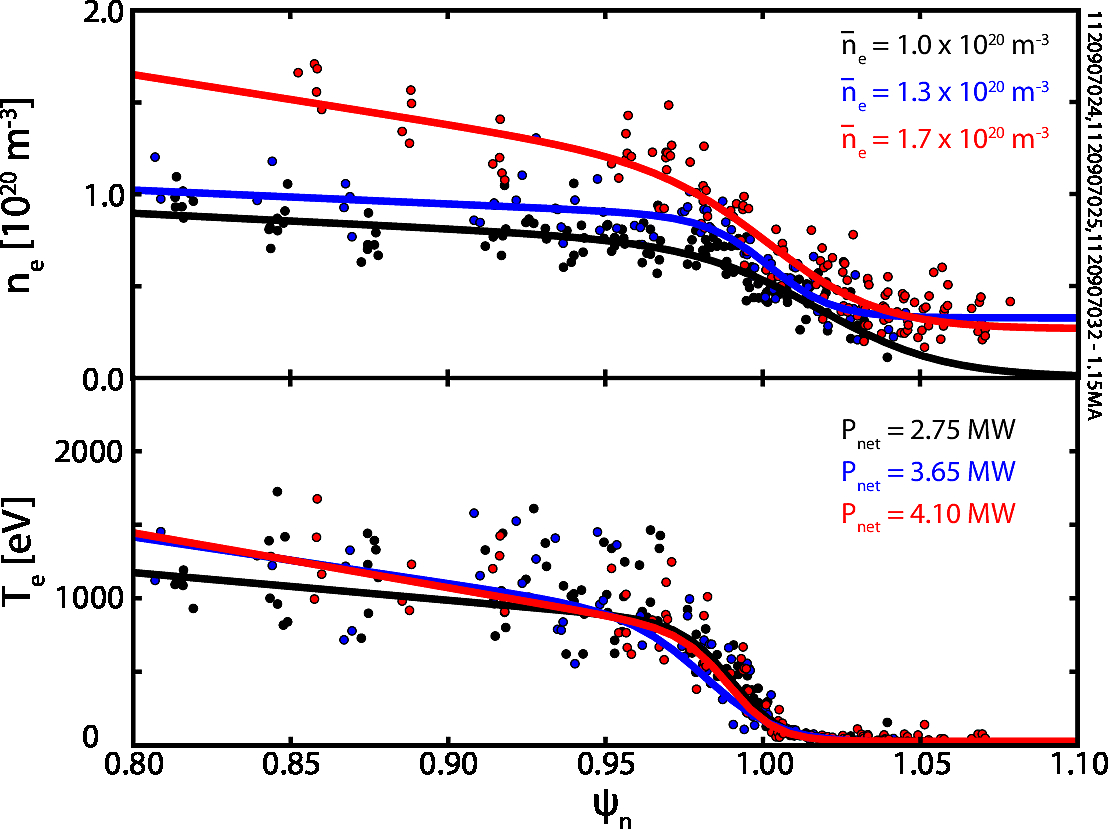 2.0
1.0
0.0
nₑ [10²⁰ m⁻³]
n̄ₑ = 1.0 x 10²⁰ m⁻³
n̄ₑ = 1.3 x 10²⁰ m⁻³
n̄ₑ = 1.7 x 10²⁰ m⁻³
1120907024,1120907025,1120907032 - 1.15MA
2000
1000
0
Tₑ [eV]
Pnet = 2.75 MW
Pnet = 3.65 MW
Pnet = 4.10 MW
0.80 0.85 0.90 0.95 1.00 1.05 1.10
ψₙ